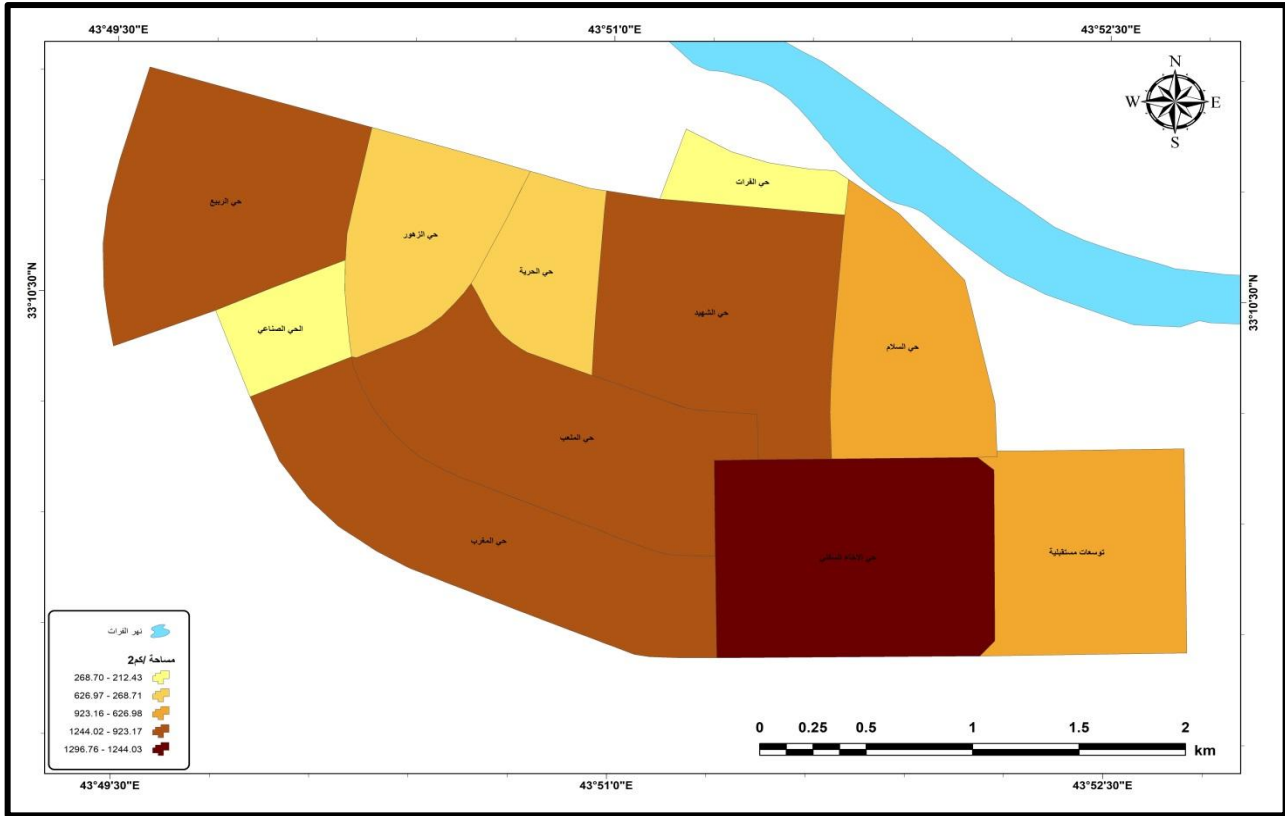 43°49'30"E
43°51'0"E
43°52'30"E
N
W
E
S
حي الفرات
حي الربيع
حي الزهور
حي الحرية
33°10'30"N
33°10'30"N
حي الشهيد
الحي الصناعي
حي السلام
حي الملعب
حي المغرب
توسعات مستقبلية
نهر الفرات
مساحة /كم2
268.70 - 212.43
626.97 - 268.71
923.16 - 626.98
1244.02 - 923.17
1296.76 - 1244.03
0 0.25 0.5 1 1.5 2
km
43°49'30"E
43°51'0"E
43°52'30"E